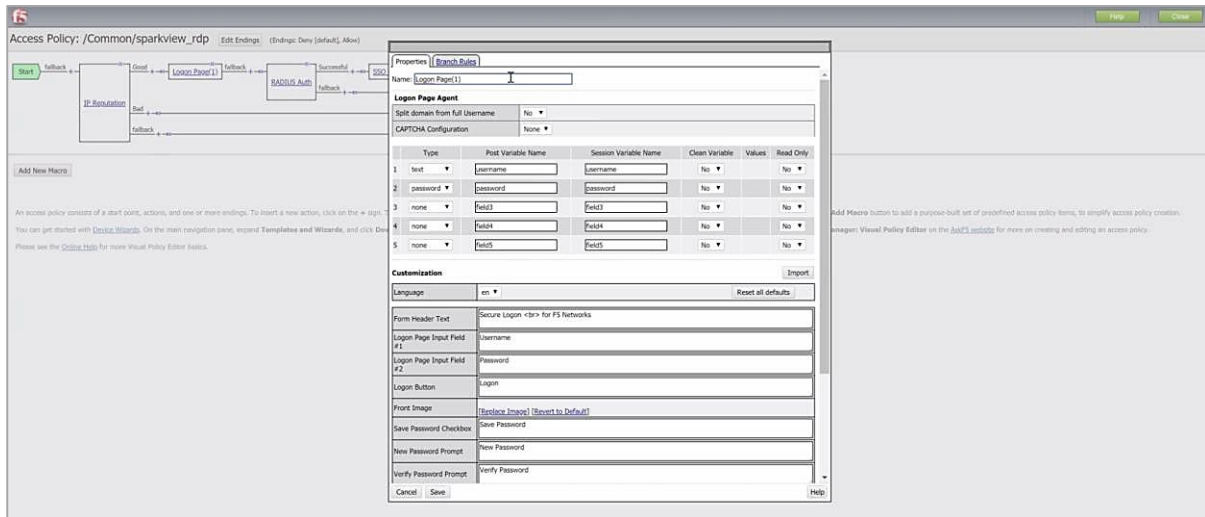 f5
Help
Close
Access Policy: /Common/sparkview_rdp Edit Endings (Endings: Deny [default], Allow)
Start
fallback
IP Reputation
Good
Bad
fallback
Logon Page(1)
fallback
RADIUS Auth
Successful
fallback
SSO
Add New Macro
An access policy consists of a start point, actions, and one or more endings. To insert a new action, click on the + sign.
Add Macro button to add a purpose-built set of predefined access policy items, to simplify access policy creation.
You can get started with Device Wizards. On the main navigation pane, expand Templates and Wizards, and click
anager: Visual Policy Editor on the AskF5 website for more on creating and editing an access policy.
Please see the Online Help for more Visual Policy Editor basics.
Properties Branch Rules
Name: Logon Page(1)
Logon Page Agent
Split domain from full Username No
CAPTCHA Configuration None
Type Post Variable Name Session Variable Name Clean Variable Values Read Only
1 text username username No No
2 password password password No No
3 none field3 field3 No No
4 none field4 field4 No No
5 none field5 field5 No No
Customization Import
Language en Reset all defaults
Form Header Text Secure Logon <br> for F5 Networks
Logon Page Input Field #1 Username
Logon Page Input Field #2 Password
Logon Button Logon
Front Image [Replace Image] [Revert to Default]
Save Password Checkbox Save Password
New Password Prompt New Password
Verify Password Prompt Verify Password
Cancel Save Help